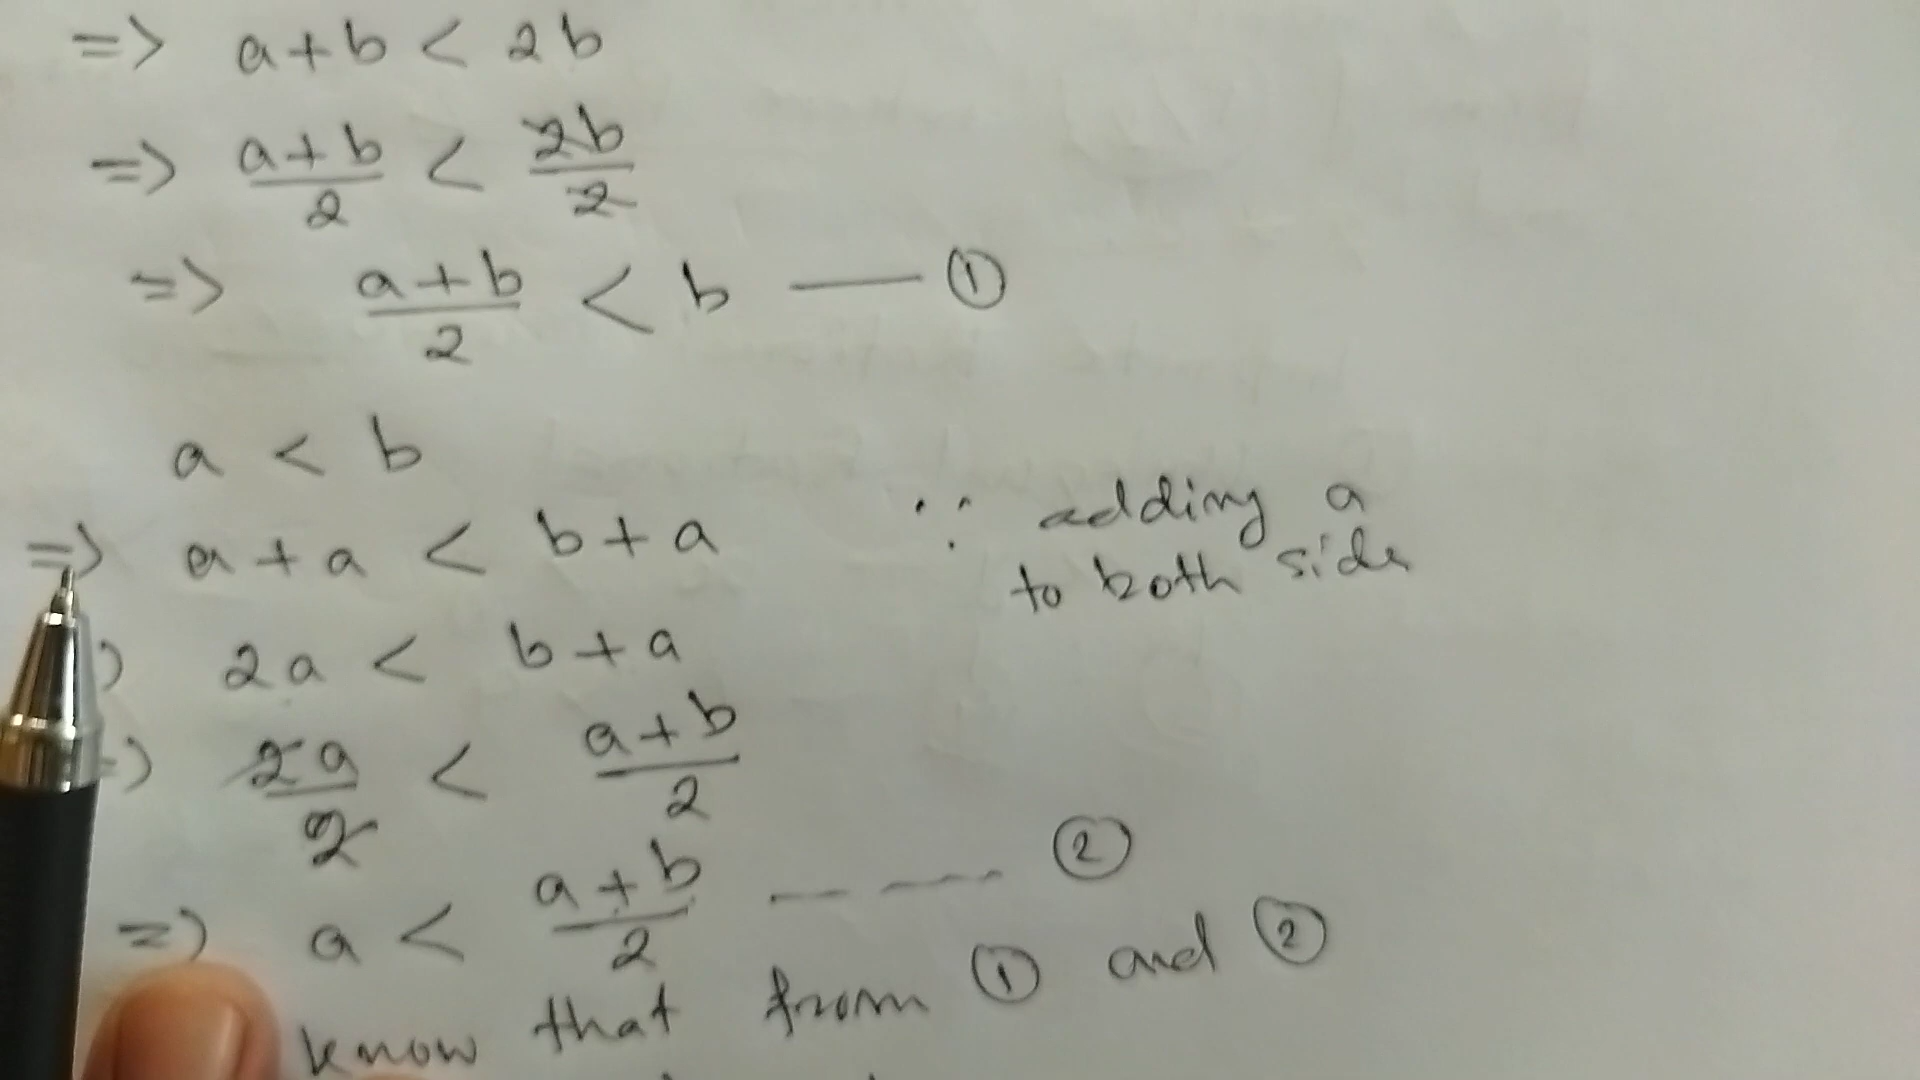 => a+b < 2b
=> a+b/2 < 2b/2
=> a+b/2 < b —— ①
a < b
=> a+a < b+a ∵ adding a
to both side
) 2a < b+a
=) 2a/2 < a+b/2
=) a < a+b/2 — —— ②
know that from ① and ②